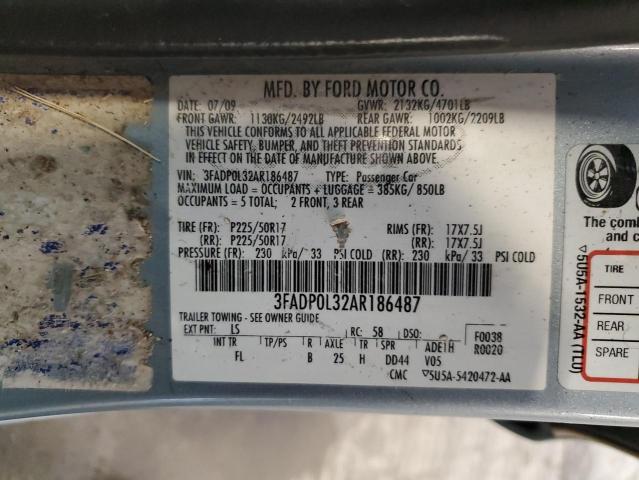 MFD. BY FORD MOTOR CO.
DATE: 07/09 GVWR: 2132KG/4701LB
FRONT GAWR: 1130KG/2492LB REAR GAWR: 1002KG/2209LB
THIS VEHICLE CONFORMS TO ALL APPLICABLE FEDERAL MOTOR
VEHICLE SAFETY, BUMPER, AND THEFT PREVENTION STANDARDS
IN EFFECT ON THE DATE OF MANUFACTURE SHOWN ABOVE.
VIN: 3FADP0L32AR186487 TYPE: Passenger Car
MAXIMUM LOAD = OCCUPANTS + LUGGAGE = 385KG/ 850LB
OCCUPANTS = 5 TOTAL; 2 FRONT, 3 REAR
TIRE (FR): P225/50R17 RIMS (FR): 17X7.5J
(RR): P225/50R17 (RR): 17X7.5J
PRESSURE (FR): 230 kPa/ 33 PSI COLD (RR): 230 kPa/ 33 PSI COLD
3FADP0L32AR186487
TRAILER TOWING - SEE OWNER GUIDE
EXT PNT: LS RC: 58 DSO: F0038
INT TR TP/PS R AXLE TR SPR ADE1H R0020
FL B 25 H DD44 V05
CMC ▽5U5A-5420472-AA
The comb
cargo
TIRE
FRONT
REAR
SPARE
▽5U5A-1532-AA (TLU)